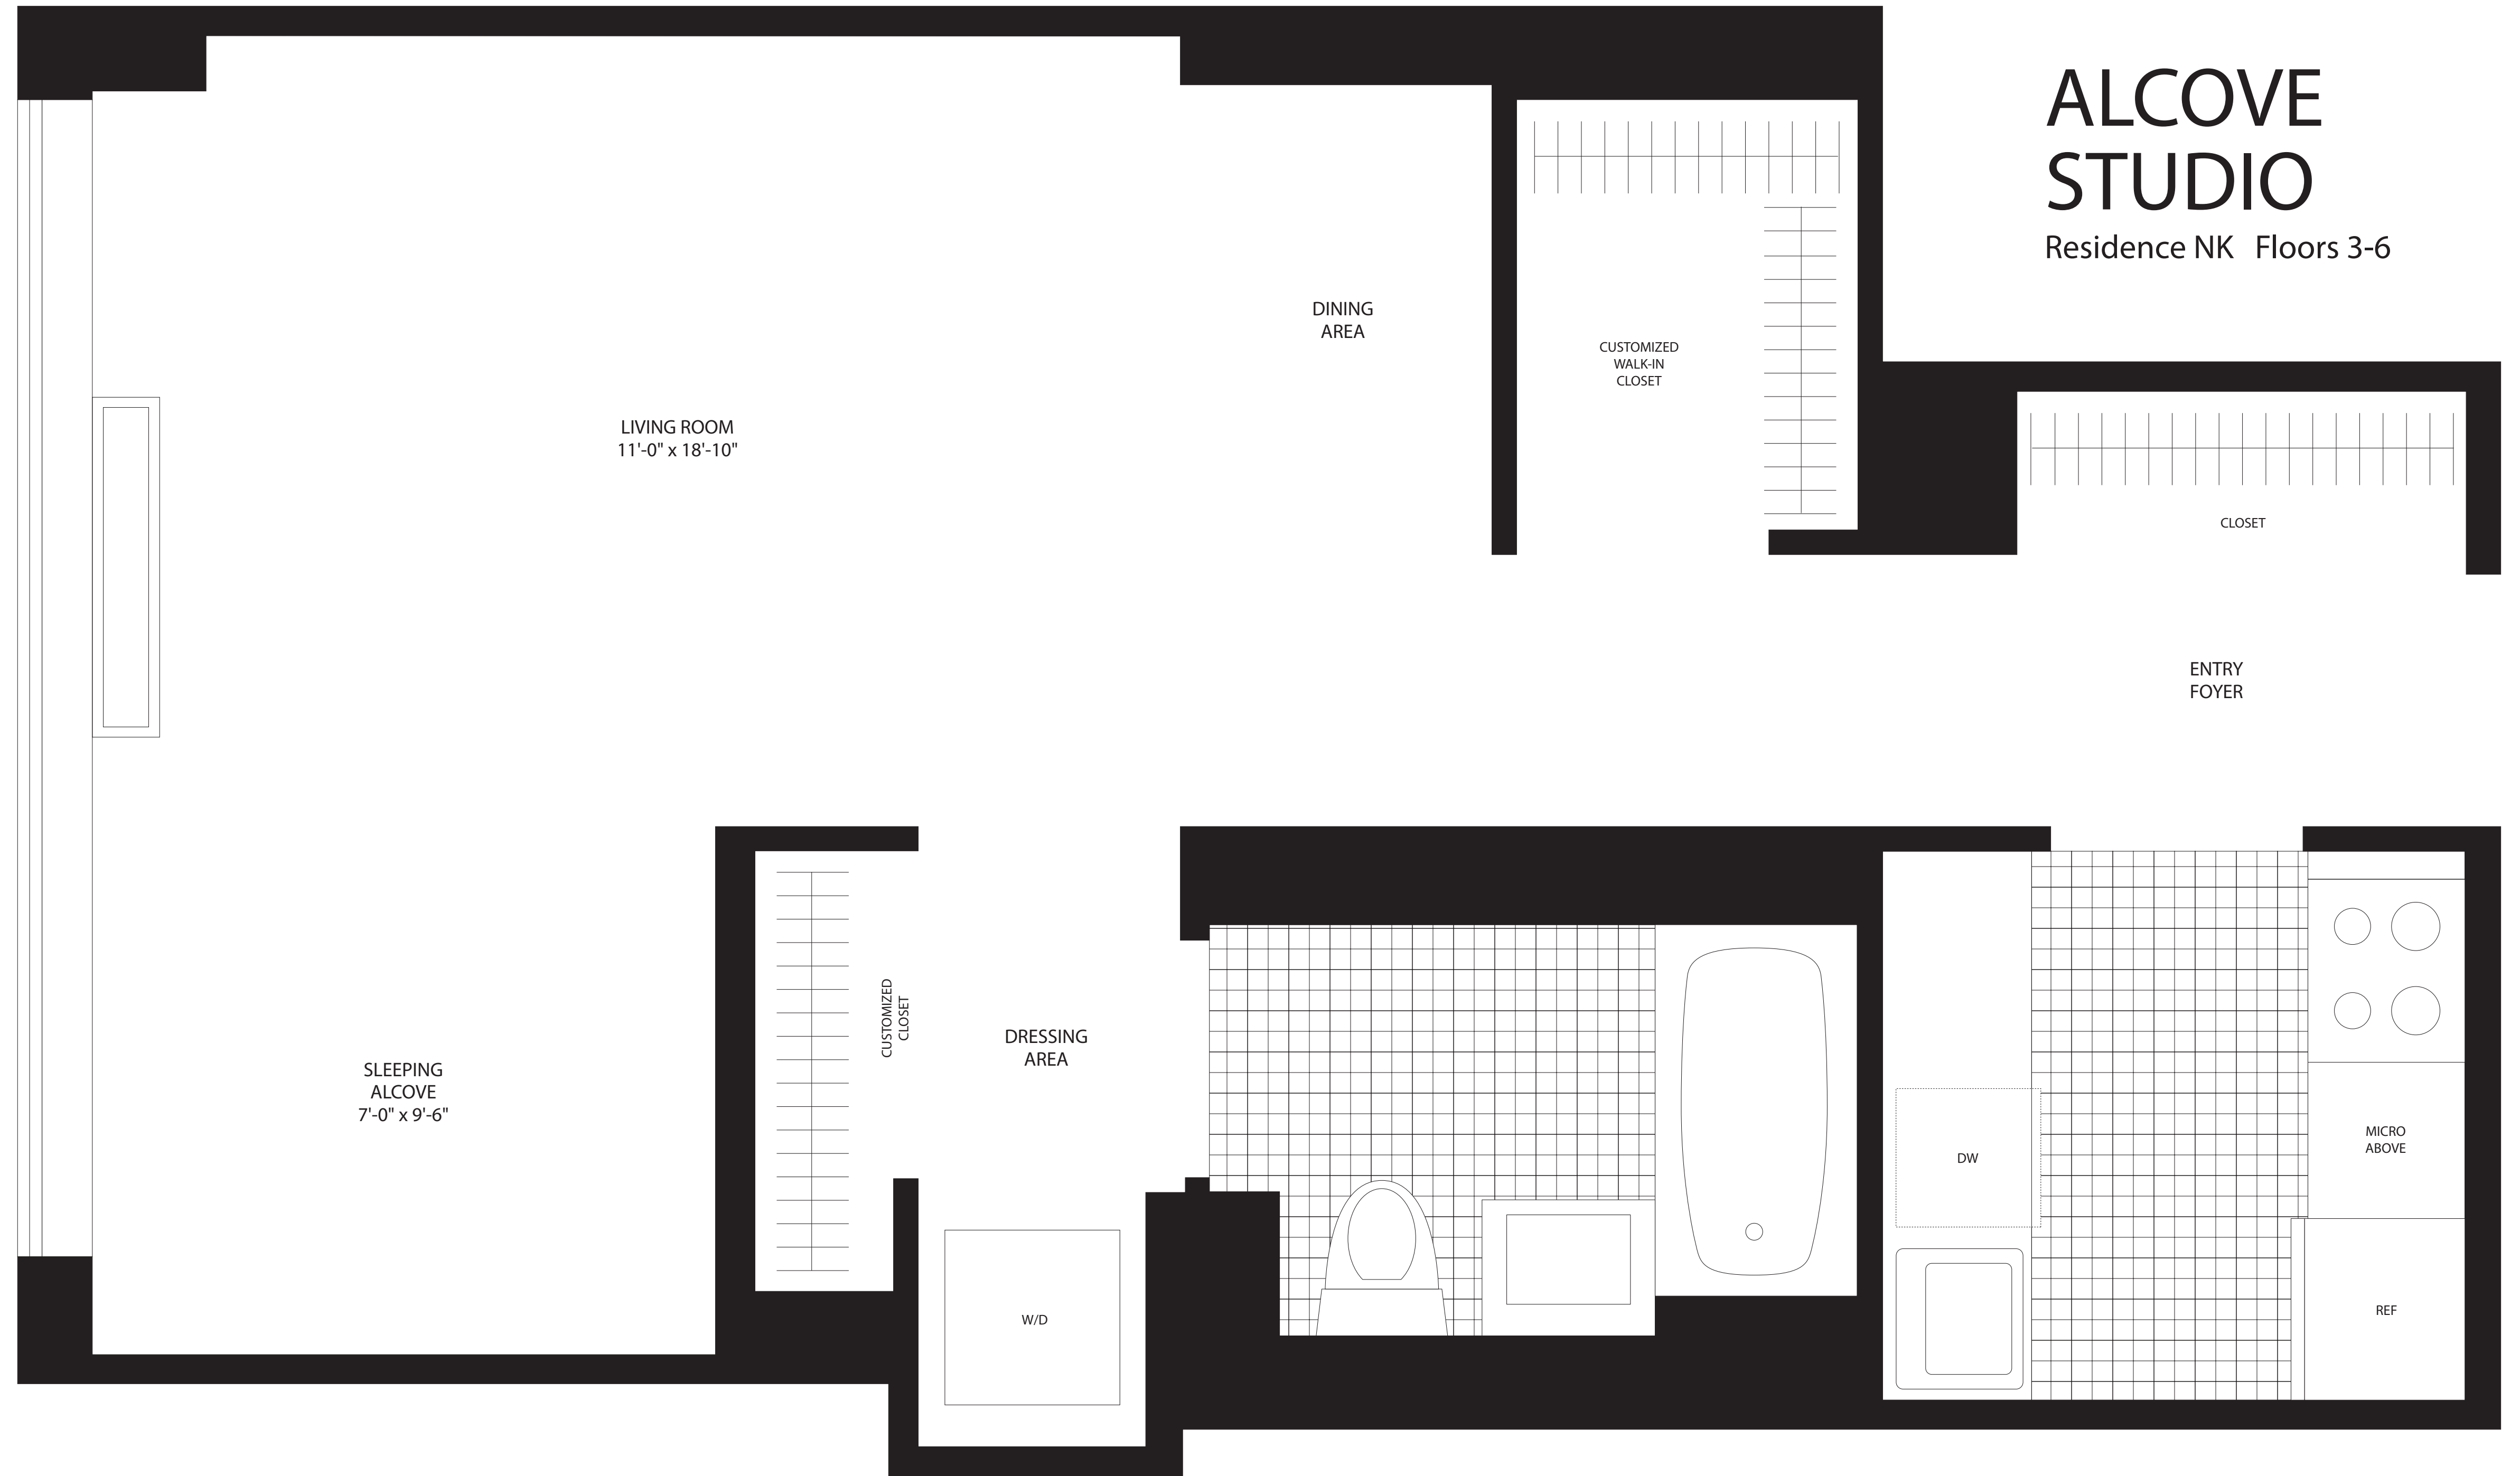 ALCOVE
STUDIO
Residence NK   Floors 3-6
DINING
AREA
CUSTOMIZED
WALK-IN
CLOSET
LIVING ROOM
11'-0" x 18'-10"
CLOSET
ENTRY
FOYER
CUSTOMIZED
CLOSET
DRESSING
AREA
SLEEPING
ALCOVE
7'-0" x 9'-6"
DW
MICRO
ABOVE
W/D
REF